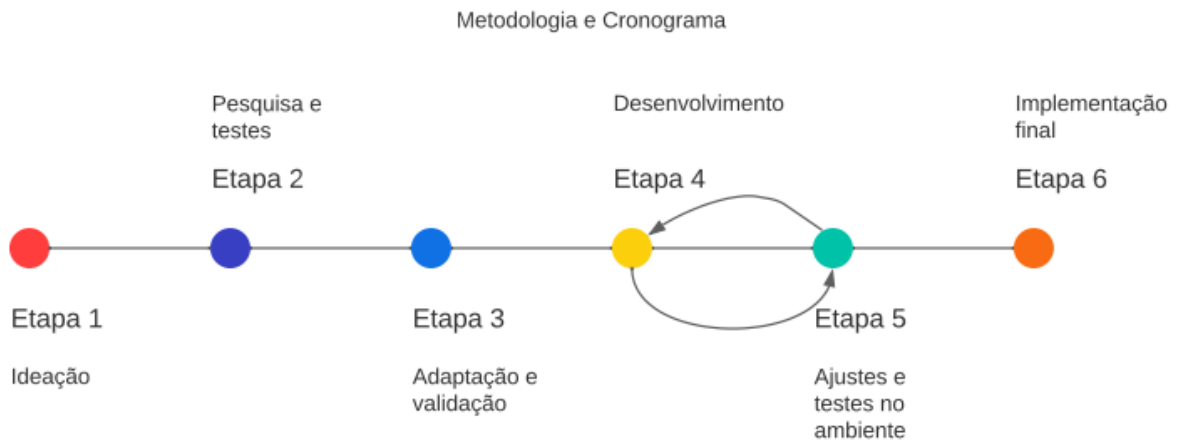 Metodologia e Cronograma
Etapa 1
Ideação
Pesquisa e
testes
Etapa 2
Etapa 3
Adaptação e
validação
Desenvolvimento
Etapa 4
Etapa 5
Ajustes e
testes no
ambiente
Implementação
final
Etapa 6